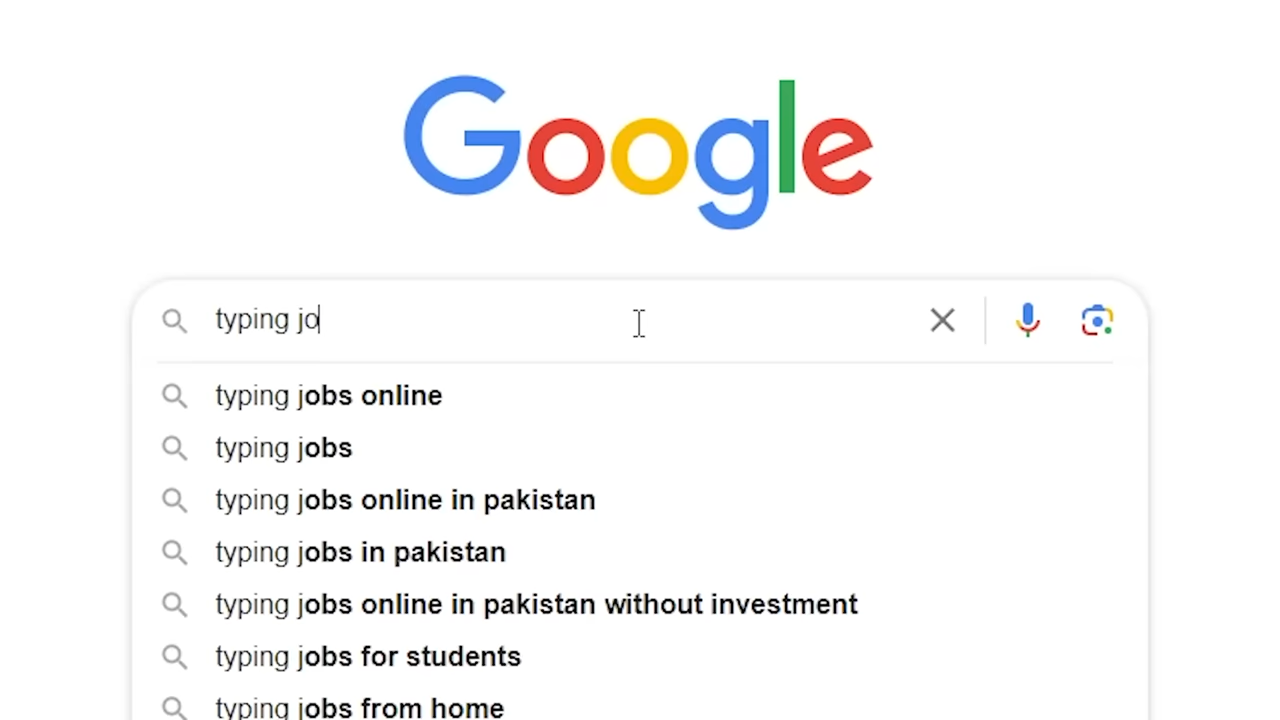 Google
typing jo
typing jobs online
typing jobs
typing jobs online in pakistan
typing jobs in pakistan
typing jobs online in pakistan without investment
typing jobs for students
typing jobs from home